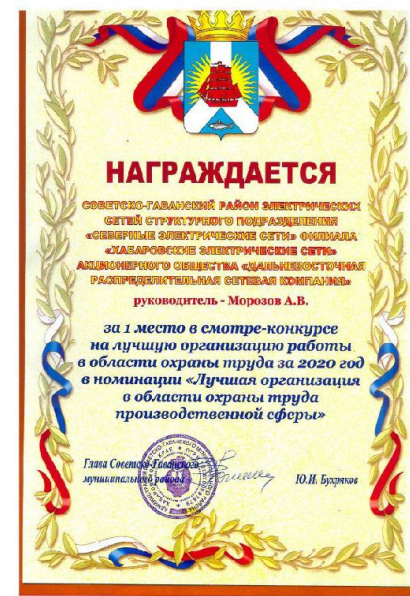 НАГРАЖДАЕТСЯ
СОВЕТСКО-ГАВАНСКИЙ РАЙОН ЭЛЕКТРИЧЕСКИХ
СЕТЕЙ СТРУКТУРНОГО ПОДРАЗДЕЛЕНИЯ
«СЕВЕРНЫЕ ЭЛЕКТРИЧЕСКИЕ СЕТИ» ФИЛИАЛА
«ХАБАРОВСКИЕ ЭЛЕКТРИЧЕСКИЕ СЕТИ»
АКЦИОНЕРНОГО ОБЩЕСТВА «ДАЛЬНЕВОСТОЧНАЯ
РАСПРЕДЕЛИТЕЛЬНАЯ СЕТЕВАЯ КОМПАНИЯ»
руководитель - Морозов А.В.
за 1 место в смотре-конкурсе
на лучшую организацию работы
в области охраны труда за 2020 год
в номинации «Лучшая организация
в области охраны труда
производственной сферы»
Глава Советско-Гаванского
муниципального района Ю.И. Бухряков